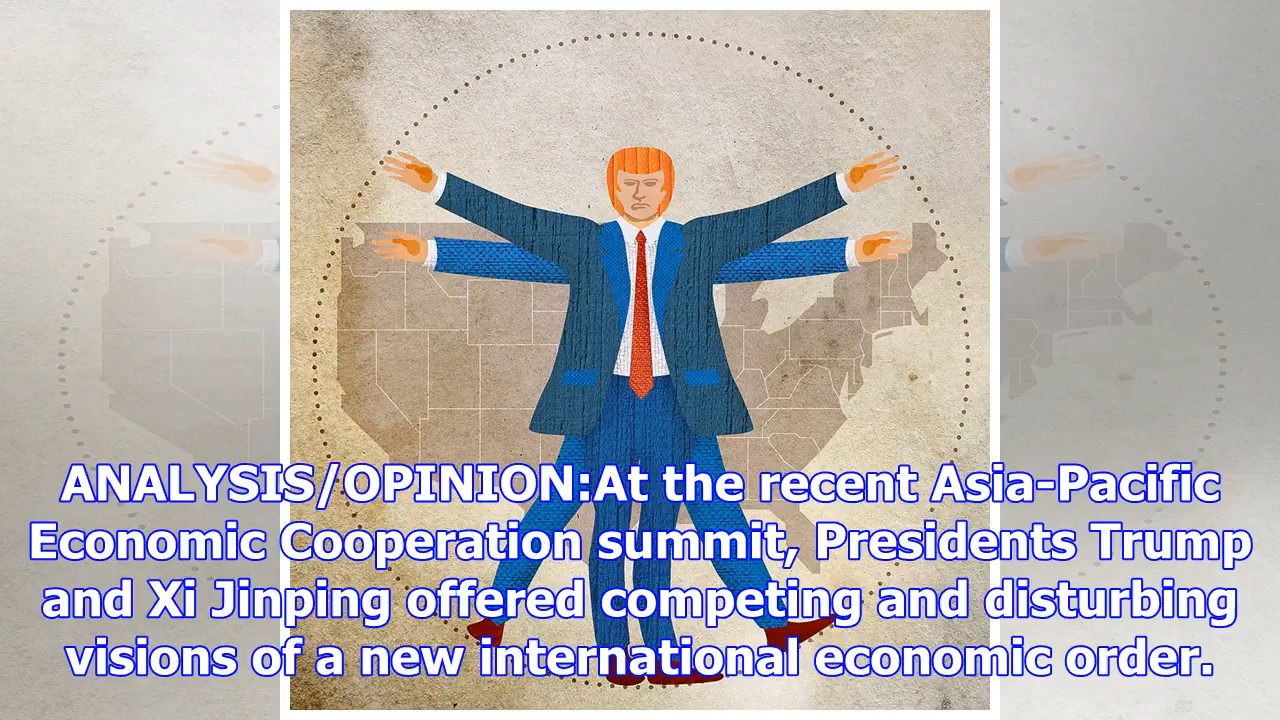 ANALYSIS/OPINION:At the recent Asia-Pacific
Economic Cooperation summit, Presidents Trump
and Xi Jinping offered competing and disturbing
visions of a new international economic order.